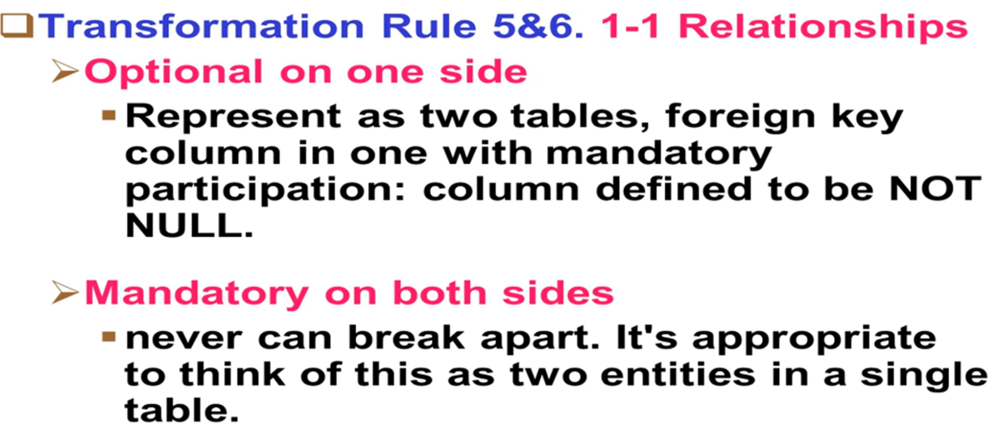 Transformation Rule 5&6. 1-1 Relationships
Optional on one side
Represent as two tables, foreign key
column in one with mandatory
participation: column defined to be NOT
NULL.
Mandatory on both sides
never can break apart. It's appropriate
to think of this as two entities in a single
table.